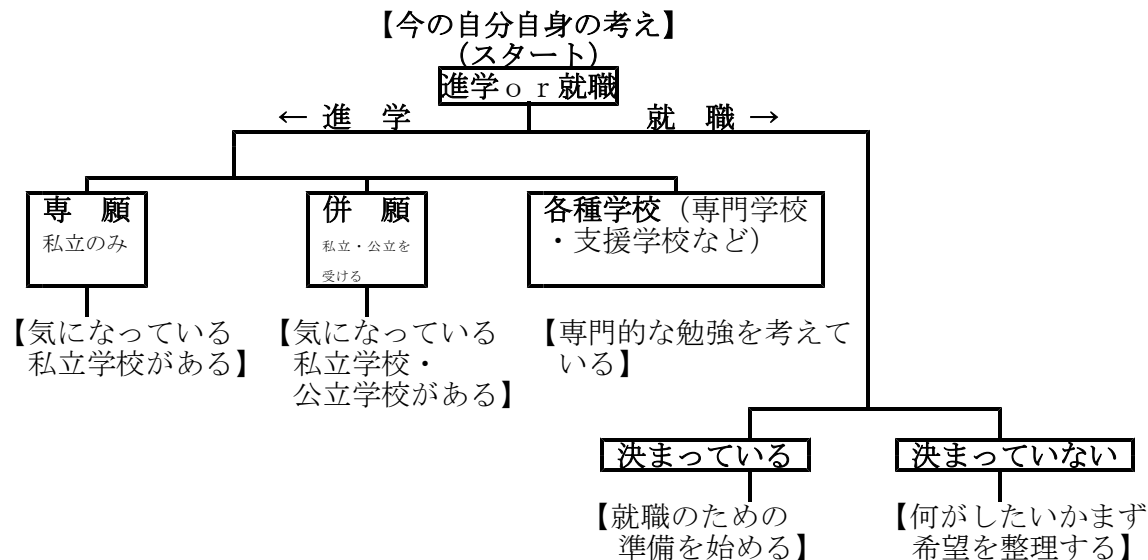 【今の自分自身の考え】
(スタート)
進学or就職
← 進　学
就　職 →
専　願
私立のみ
併　願
私立・公立を
受ける
各種学校（専門学校
・支援学校など）
【気になっている
私立学校がある】
【気になっている
私立学校・
公立学校がある】
【専門的な勉強を考えて
いる】
決まっている
決まっていない
【就職のための
準備を始める】
【何がしたいかまず
希望を整理する】